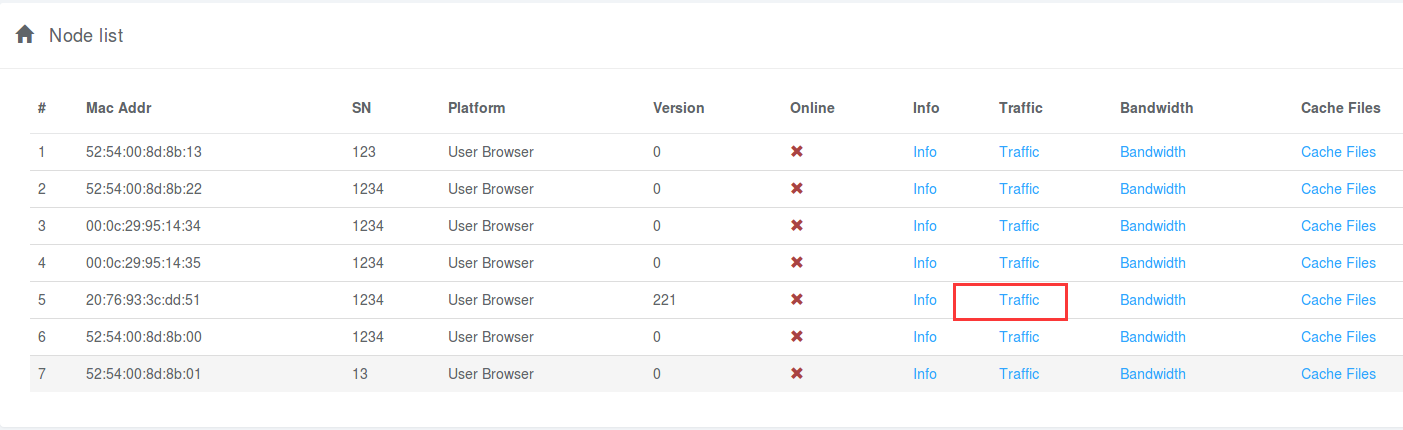 Node list
# Mac Addr SN Platform Version Online Info Traffic Bandwidth Cache Files
1 52:54:00:8d:8b:13 123 User Browser 0 Info Traffic Bandwidth Cache Files
2 52:54:00:8d:8b:22 1234 User Browser 0 Info Traffic Bandwidth Cache Files
3 00:0c:29:95:14:34 1234 User Browser 0 Info Traffic Bandwidth Cache Files
4 00:0c:29:95:14:35 1234 User Browser 0 Info Traffic Bandwidth Cache Files
5 20:76:93:3c:dd:51 1234 User Browser 221 Info Traffic Bandwidth Cache Files
6 52:54:00:8d:8b:00 1234 User Browser 0 Info Traffic Bandwidth Cache Files
7 52:54:00:8d:8b:01 13 User Browser 0 Info Traffic Bandwidth Cache Files